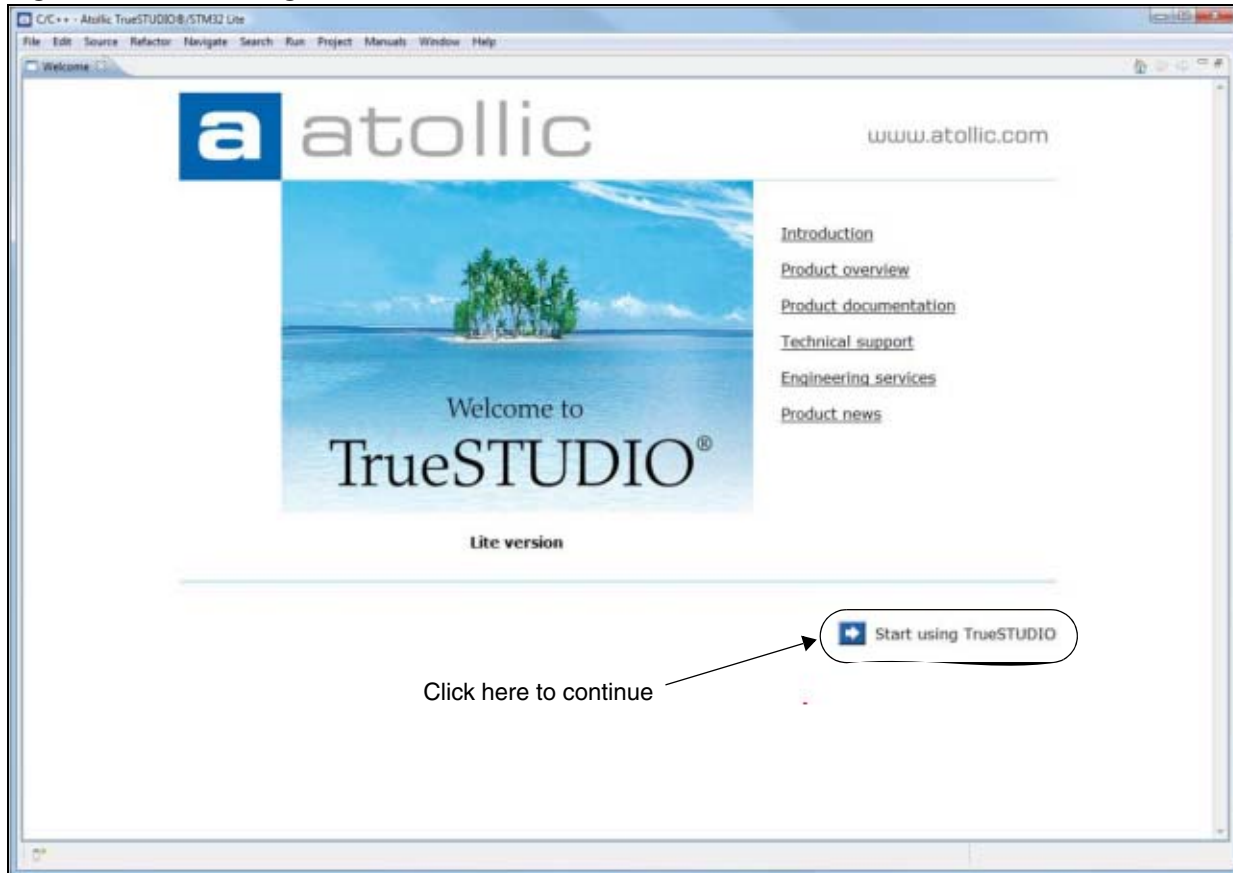 C/C++ - Atollic TrueSTUDIO®/STM32 Lite
File Edit Source Refactor Navigate Search Run Project Manuals Window Help
Welcome
a atollic
www.atollic.com
Introduction
Product overview
Product documentation
Technical support
Engineering services
Product news
Welcome to
TrueSTUDIO®
Lite version
Start using TrueSTUDIO
Click here to continue